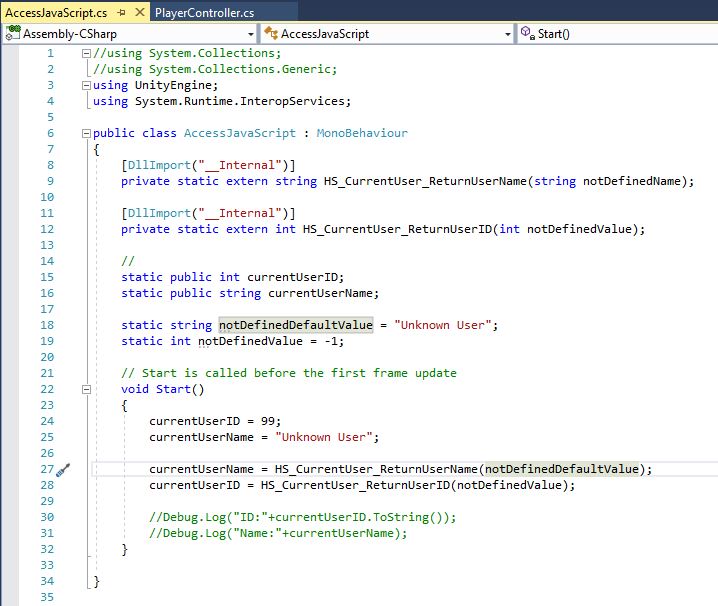 AccessJavaScript.cs PlayerController.cs
Assembly-CSharp AccessJavaScript Start()
1 //using System.Collections;
2 //using System.Collections.Generic;
3 using UnityEngine;
4 using System.Runtime.InteropServices;
5
6 public class AccessJavaScript : MonoBehaviour
7 {
8 [DllImport("__Internal")]
9 private static extern string HS_CurrentUser_ReturnUserName(string notDefinedName);
10
11 [DllImport("__Internal")]
12 private static extern int HS_CurrentUser_ReturnUserID(int notDefinedValue);
13
14 //
15 static public int currentUserID;
16 static public string currentUserName;
17
18 static string notDefinedDefaultValue = "Unknown User";
19 static int notDefinedValue = -1;
20
21 // Start is called before the first frame update
22 void Start()
23 {
24 currentUserID = 99;
25 currentUserName = "Unknown User";
26
27 currentUserName = HS_CurrentUser_ReturnUserName(notDefinedDefaultValue);
28 currentUserID = HS_CurrentUser_ReturnUserID(notDefinedValue);
29
30 //Debug.Log("ID:"+currentUserID.ToString());
31 //Debug.Log("Name:"+currentUserName);
32 }
33
34 }
35